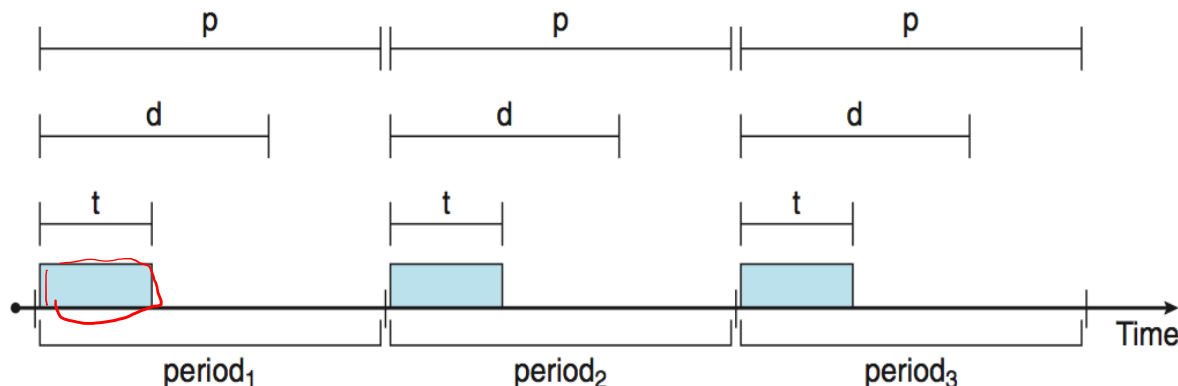 p p p
d d d
t t t
Time
period₁ period₂ period₃